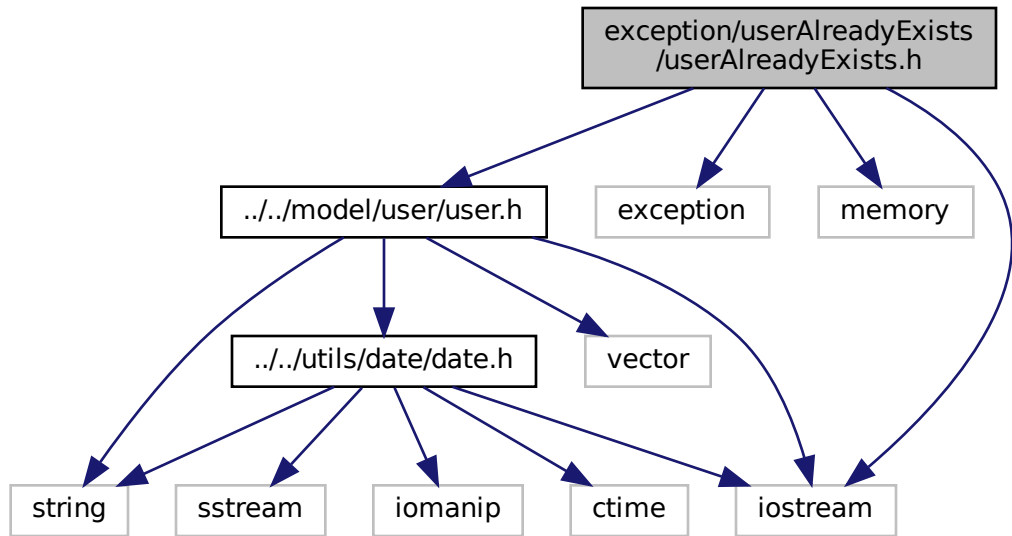 exception/userAlreadyExists
/userAlreadyExists.h
../../model/user/user.h
exception
memory
../../utils/date/date.h
vector
string
sstream
iomanip
ctime
iostream